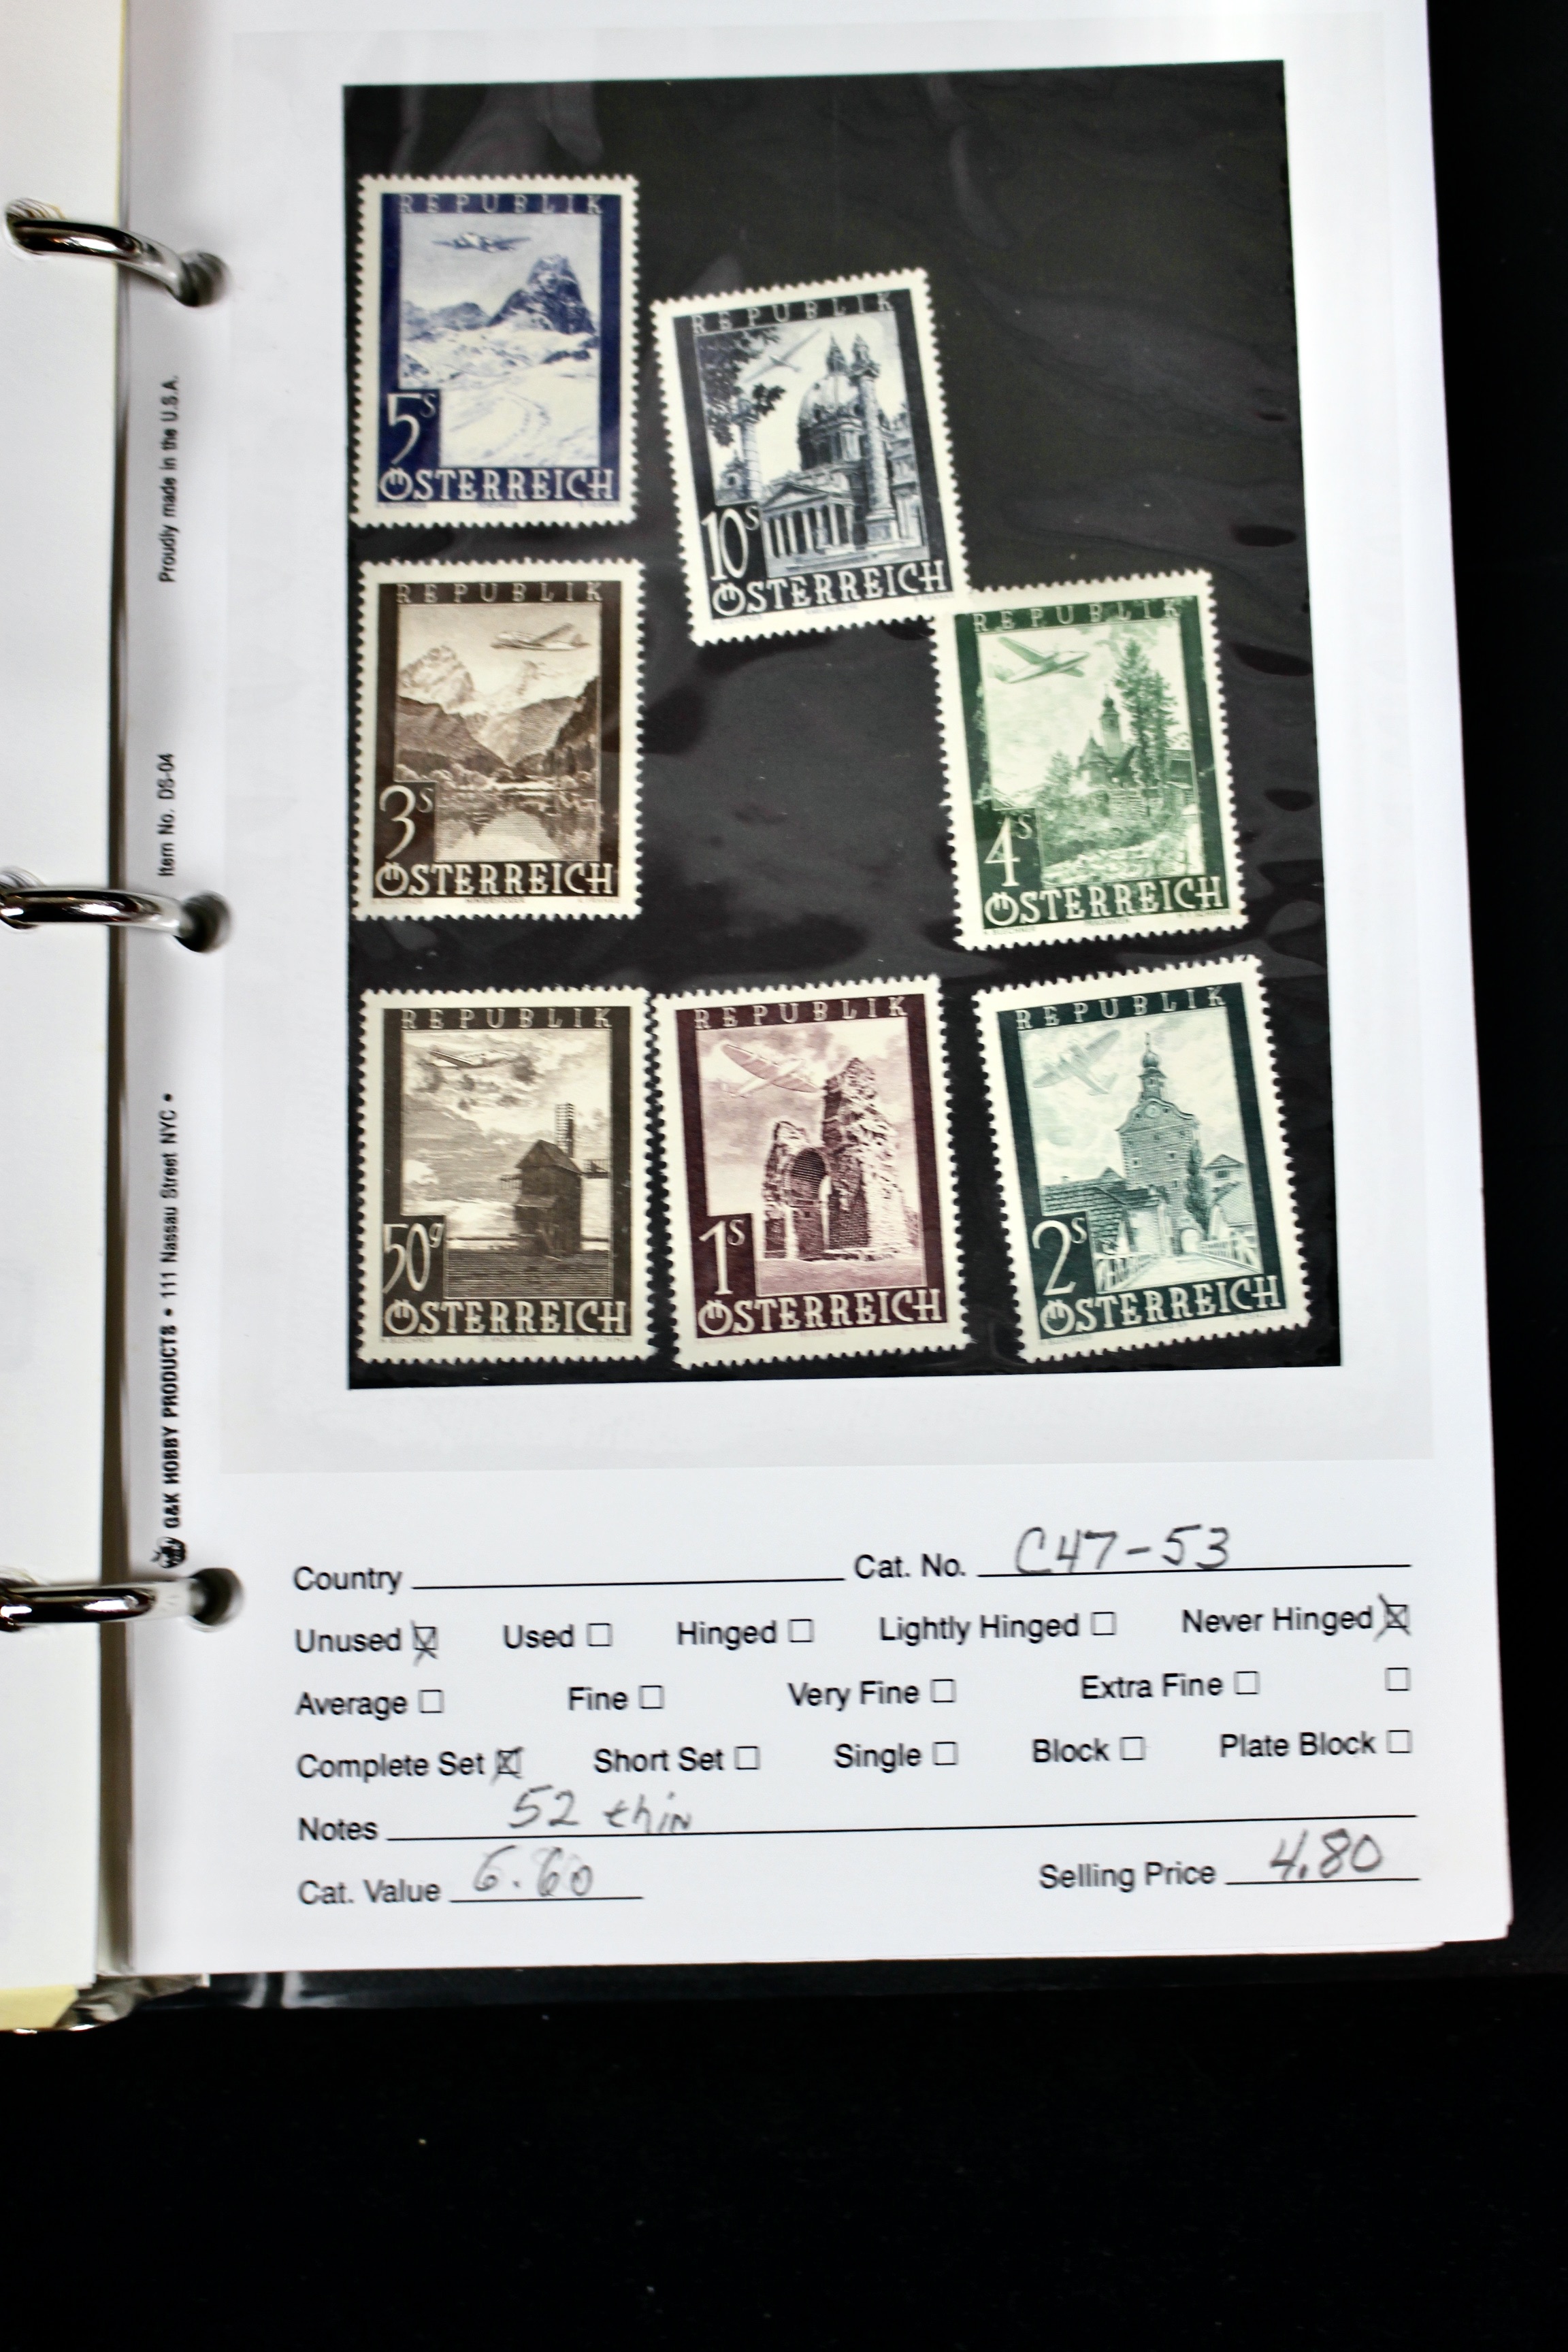 REPUBLIK
5s
ÖSTERREICH
REPUBLIK
10s
ÖSTERREICH
REPUBLIK
3s
ÖSTERREICH
REPUBLIK
4s
ÖSTERREICH
REPUBLIK
50g
ÖSTERREICH
REPUBLIK
1s
ÖSTERREICH
REPUBLIK
2s
ÖSTERREICH
G&K HOBBY PRODUCTS • 111 Nassau Street NYC • Item No. DS-04 Proudly made in the U.S.A.
Country Cat. No. C47-53
Unused Used Hinged Lightly Hinged Never Hinged
Average Fine Very Fine Extra Fine
Complete Set Short Set Single Block Plate Block
Notes 52 thin
Cat. Value 6.60 Selling Price 4.80